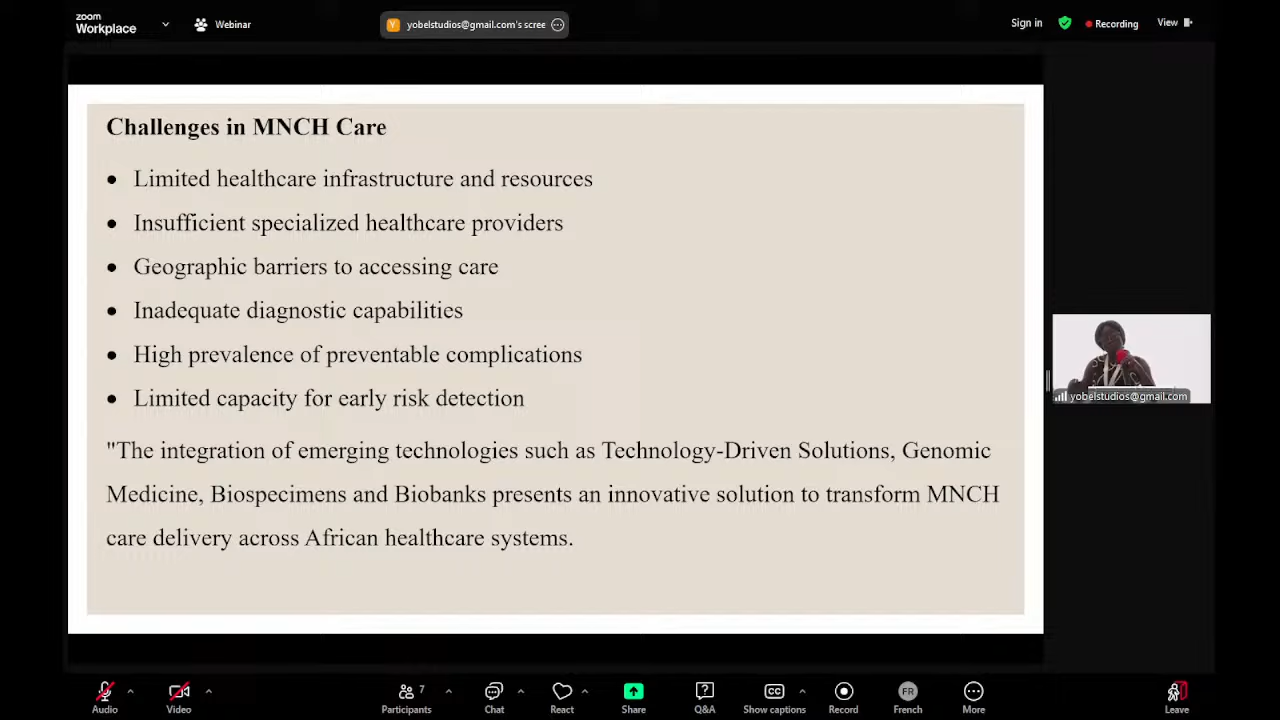 zoom
Workplace
Webinar
Y yobelstudios@gmail.com's scree
Sign in
Recording
View
Challenges in MNCH Care
• Limited healthcare infrastructure and resources
• Insufficient specialized healthcare providers
• Geographic barriers to accessing care
• Inadequate diagnostic capabilities
• High prevalence of preventable complications
• Limited capacity for early risk detection
"The integration of emerging technologies such as Technology-Driven Solutions, Genomic
Medicine, Biospecimens and Biobanks presents an innovative solution to transform MNCH
care delivery across African healthcare systems.
yobelstudios@gmail.com
Audio
Video
7
Participants
Chat
React
Share
Q&A
CC
Show captions
Record
FR
French
More
Leave